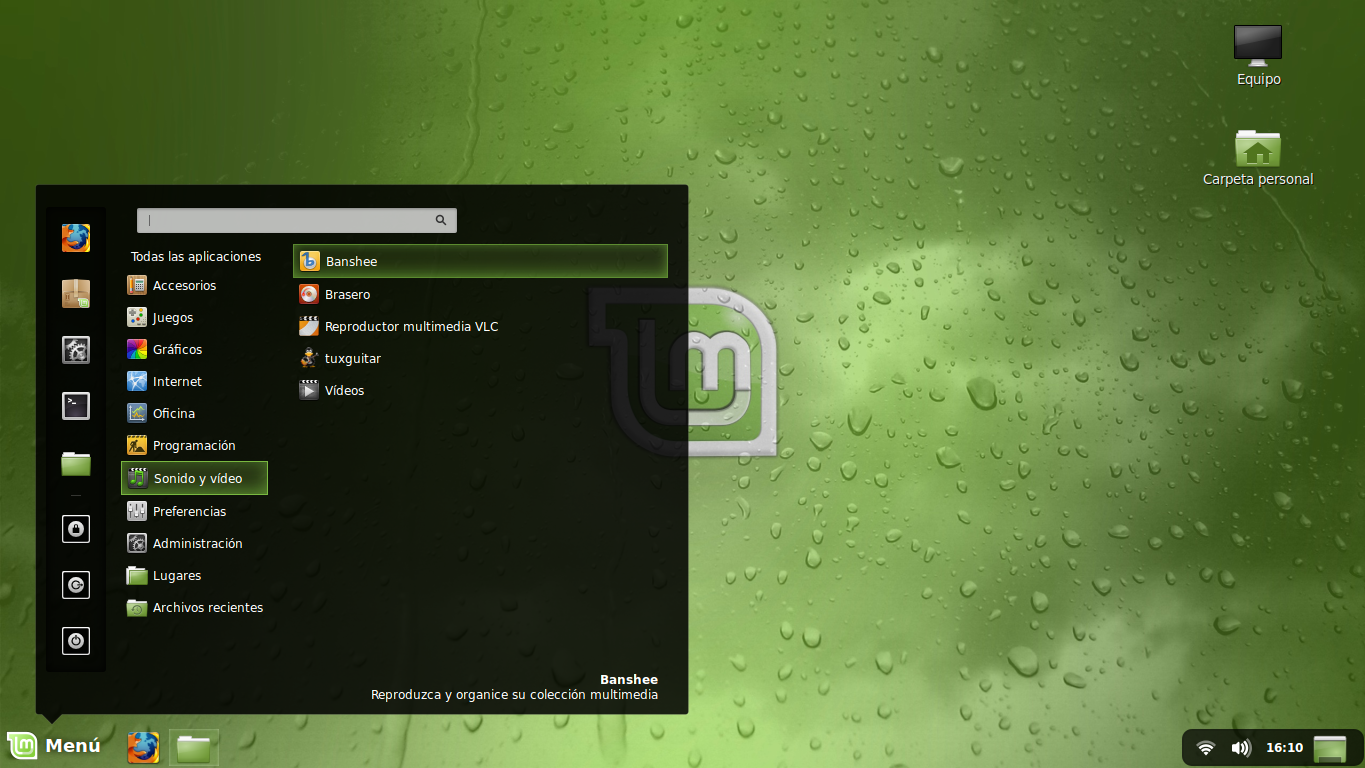 Equipo
Carpeta personal
Todas las aplicaciones
Accesorios
Juegos
Gráficos
Internet
Oficina
Programación
Sonido y vídeo
Preferencias
Administración
Lugares
Archivos recientes
Banshee
Brasero
Reproductor multimedia VLC
tuxguitar
Vídeos
Banshee
Reproduzca y organice su colección multimedia
Menú
16:10